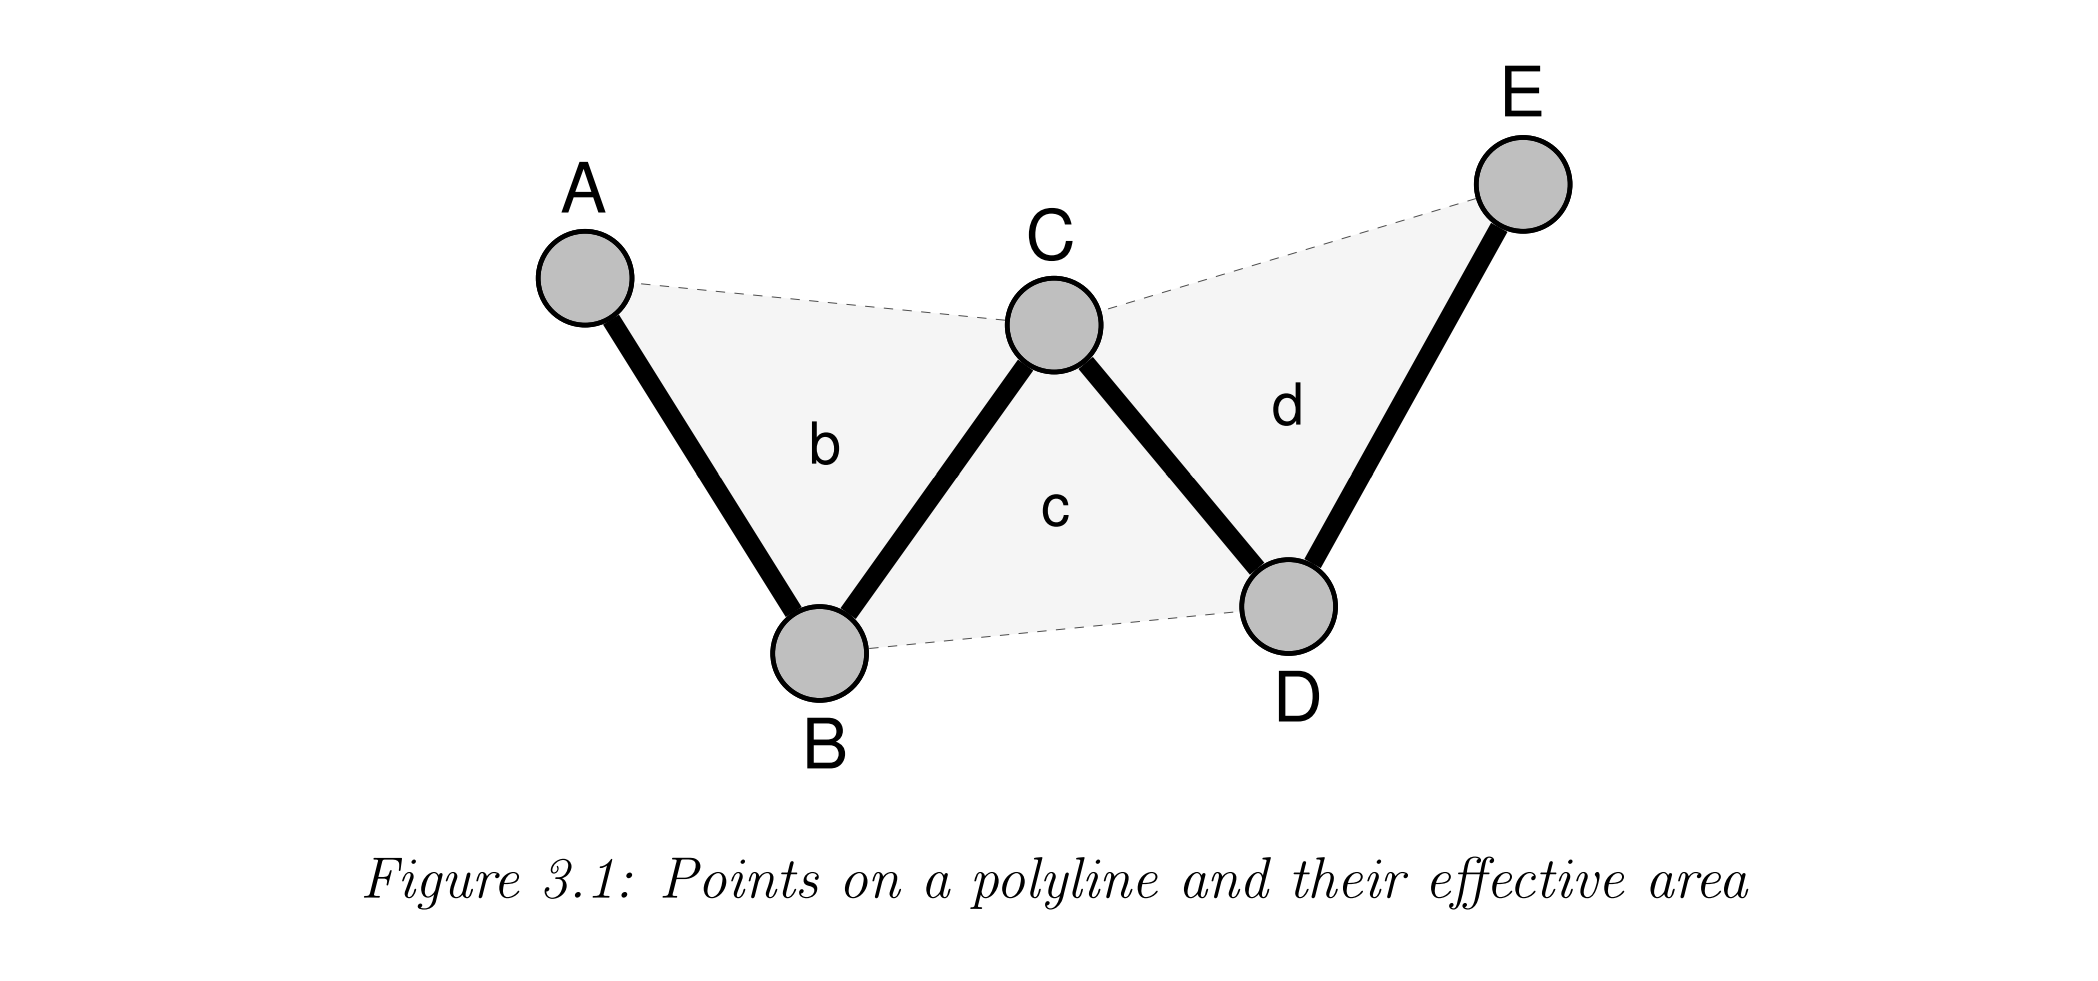 E
A
C
d
b
c
D
B
Figure 3.1: Points on a polyline and their effective area